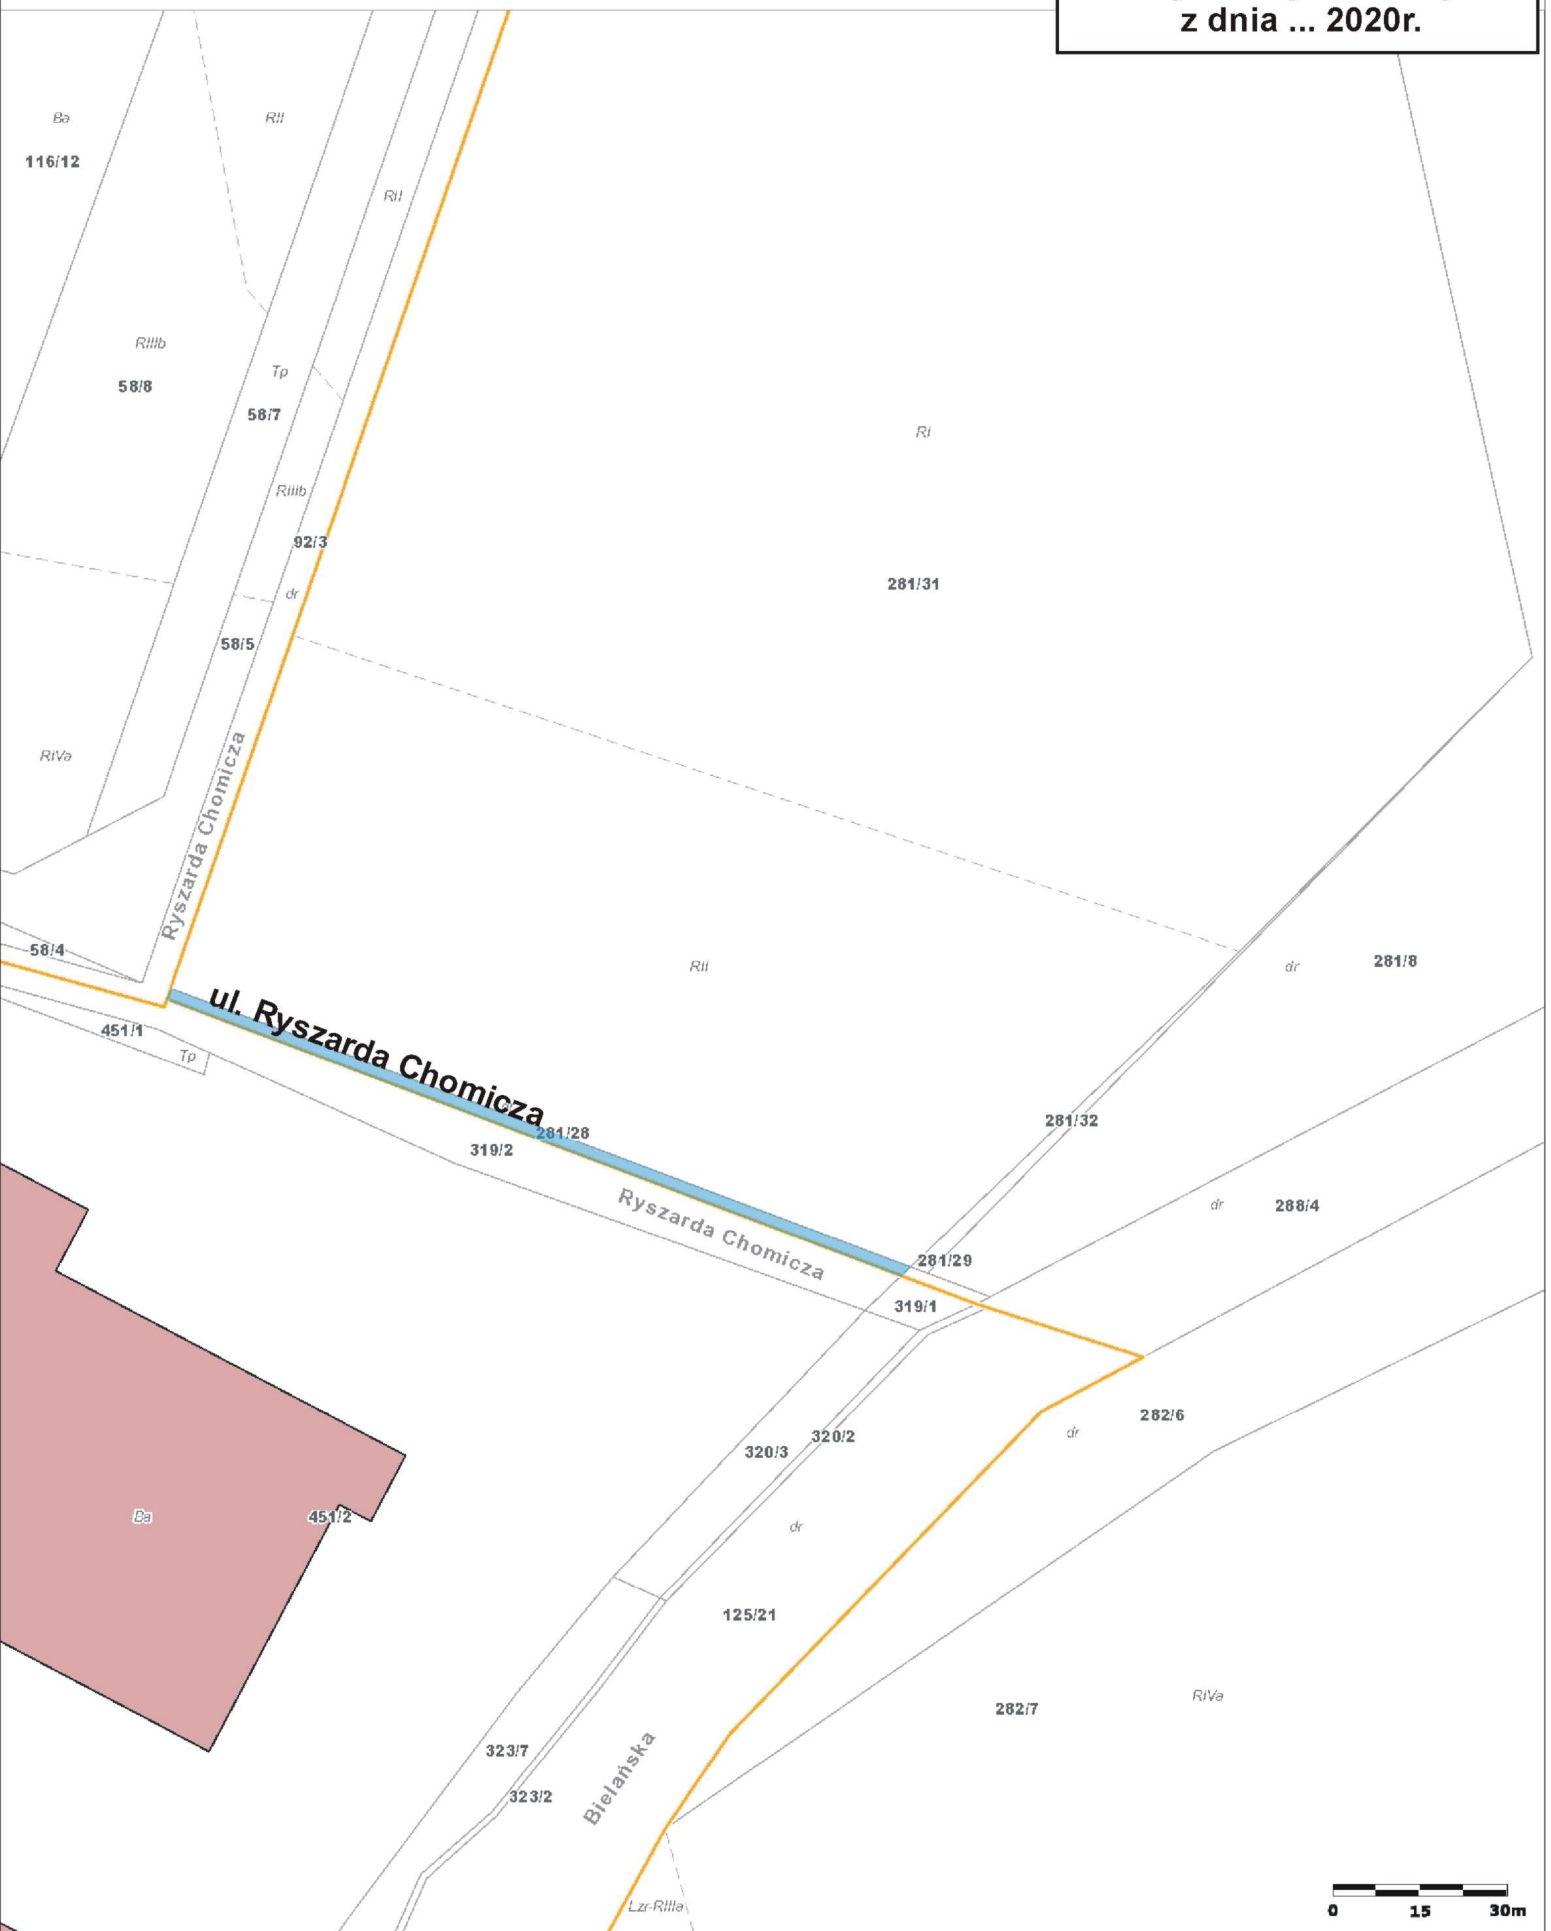 z dnia ... 2020r.
Ba
RII
116/12
RII
RIIIb
Tp
58/8
58/7
RI
RIIIb
92/3
281/31
dr
58/5
RIVa
Ryszarda Chomicza
58/4
RII
dr
281/8
ul. Ryszarda Chomicza
451/1
Tp
281/28
319/2
281/32
Ryszarda Chomicza
dr
288/4
281/29
319/1
282/6
dr
320/2
320/3
Ba
451/2
dr
125/21
RIVa
282/7
323/7
Bielańska
323/2
Lzr-RIIIa
0 15 30m